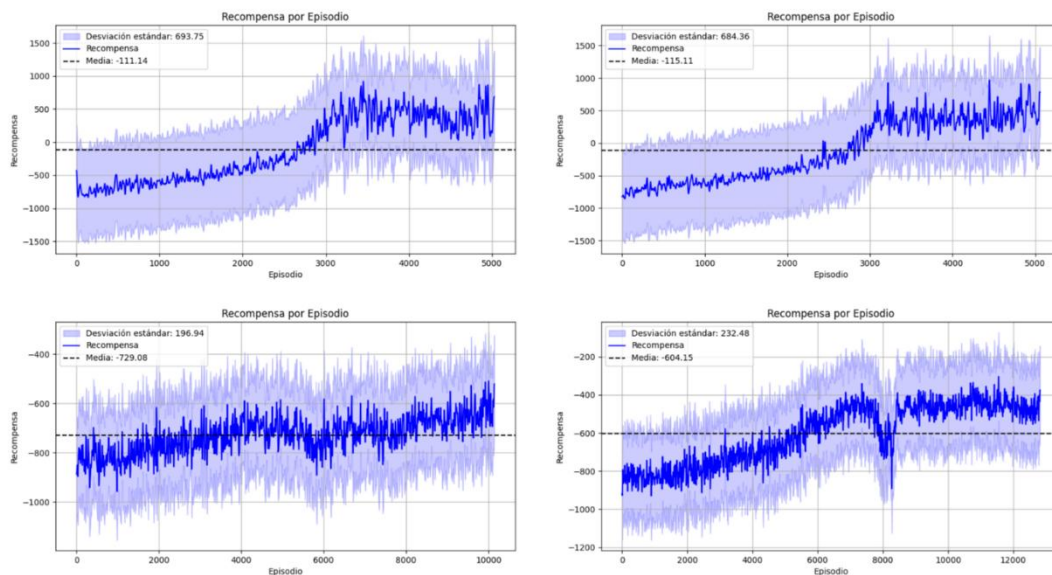 Recompensa por Episodio
Desviación estándar: 693.75
Recompensa
Media: -111.14
1500
1000
500
0
−500
−1000
−1500
Recompensa
0
1000
2000
3000
4000
5000
Episodio
Recompensa por Episodio
Desviación estándar: 684.36
Recompensa
Media: -115.11
1500
1000
500
0
−500
−1000
−1500
Recompensa
0
1000
2000
3000
4000
5000
Episodio
Recompensa por Episodio
Desviación estándar: 196.94
Recompensa
Media: -729.08
−400
−600
−800
−1000
Recompensa
0
2000
4000
6000
8000
10000
Episodio
Recompensa por Episodio
Desviación estándar: 232.48
Recompensa
Media: -604.15
−200
−400
−600
−800
−1000
−1200
Recompensa
0
2000
4000
6000
8000
10000
12000
Episodio